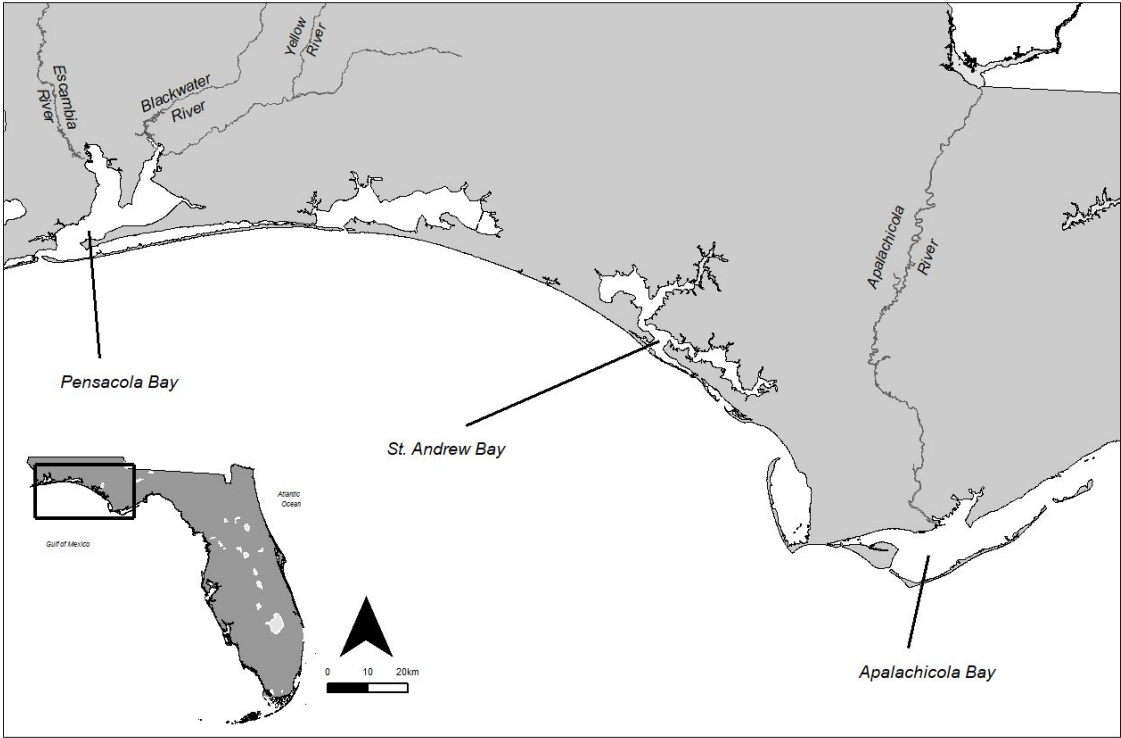 Escambia
River
Blackwater
River
Yellow
River
Apalachicola
River
Pensacola Bay
St. Andrew Bay
Apalachicola Bay
Atlantic
Ocean
Gulf of Mexico
0 10 20km